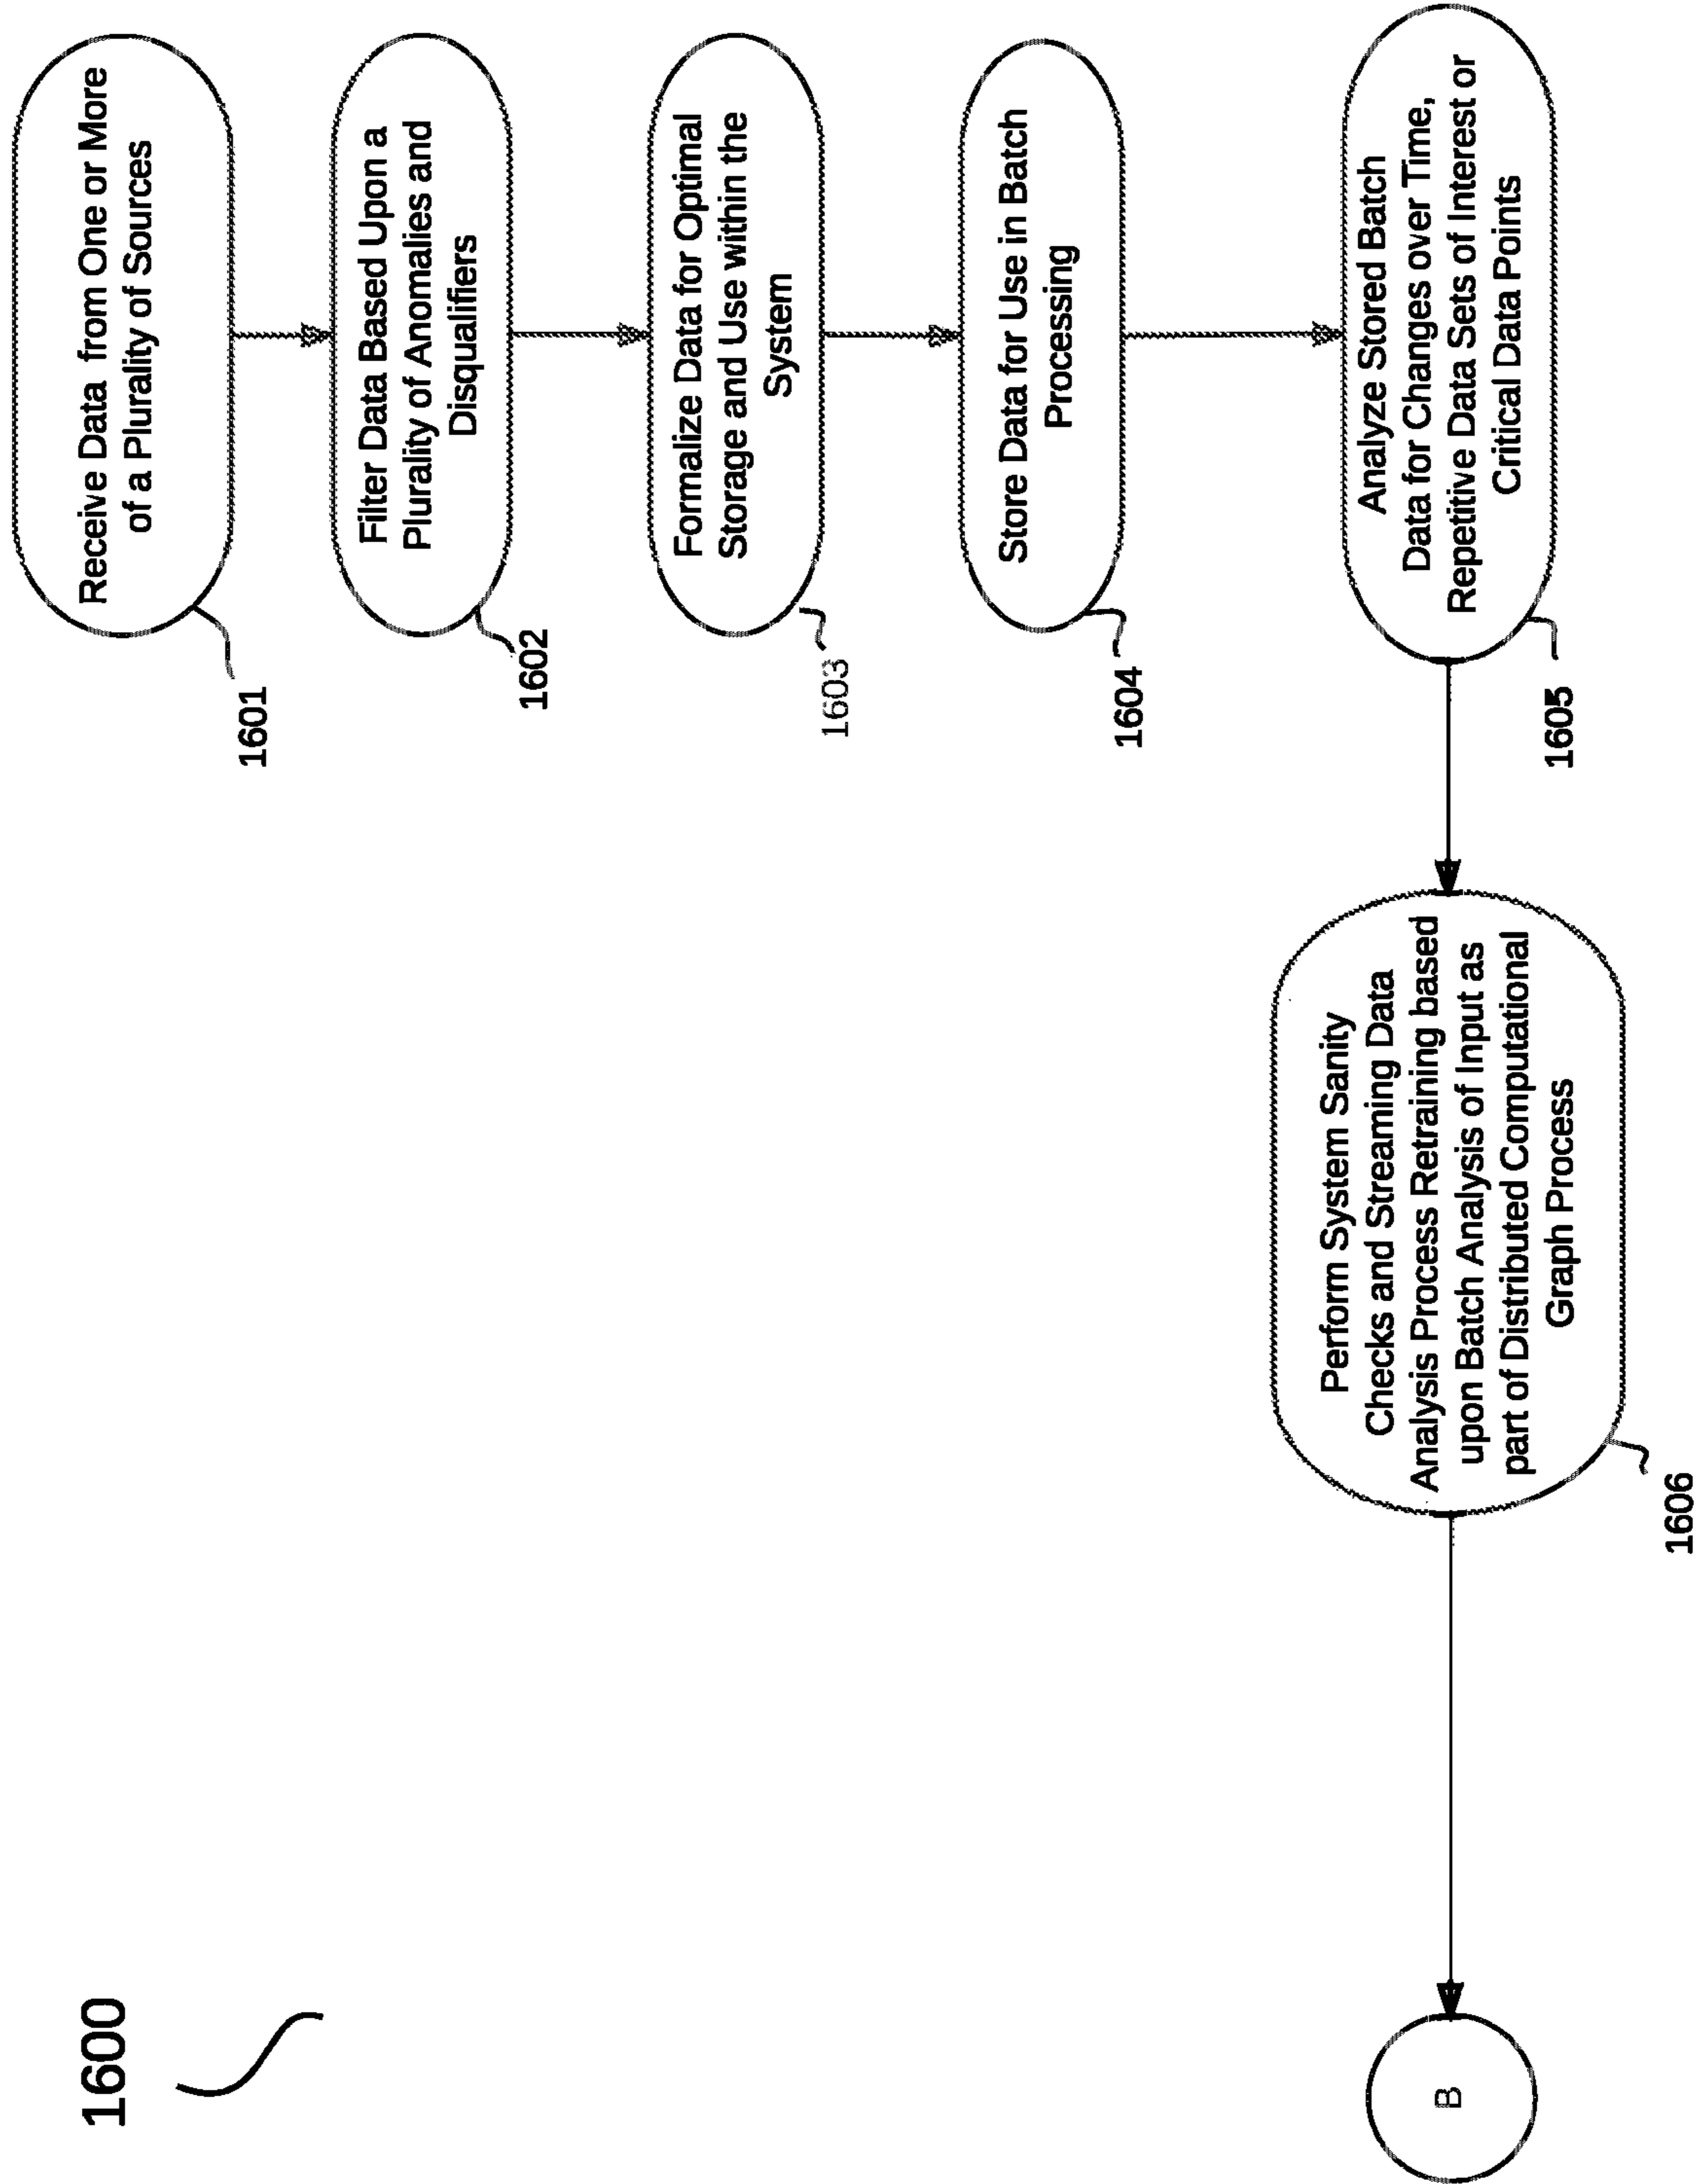 1600
Receive Data from One or More
of a Plurality of Sources
1601
Filter Data Based Upon a
Plurality of Anomalies and
Disqualifiers
1602
Formalize Data for Optimal
Storage and Use within the
System
1603
Store Data for Use in Batch
Processing
1604
Analyze Stored Batch
Data for Changes over Time,
Repetitive Data Sets of Interest or
Critical Data Points
1605
Perform System Sanity
Checks and Streaming Data
Analysis Process Retraining based
upon Batch Analysis of Input as
part of Distributed Computational
Graph Process
1606
B